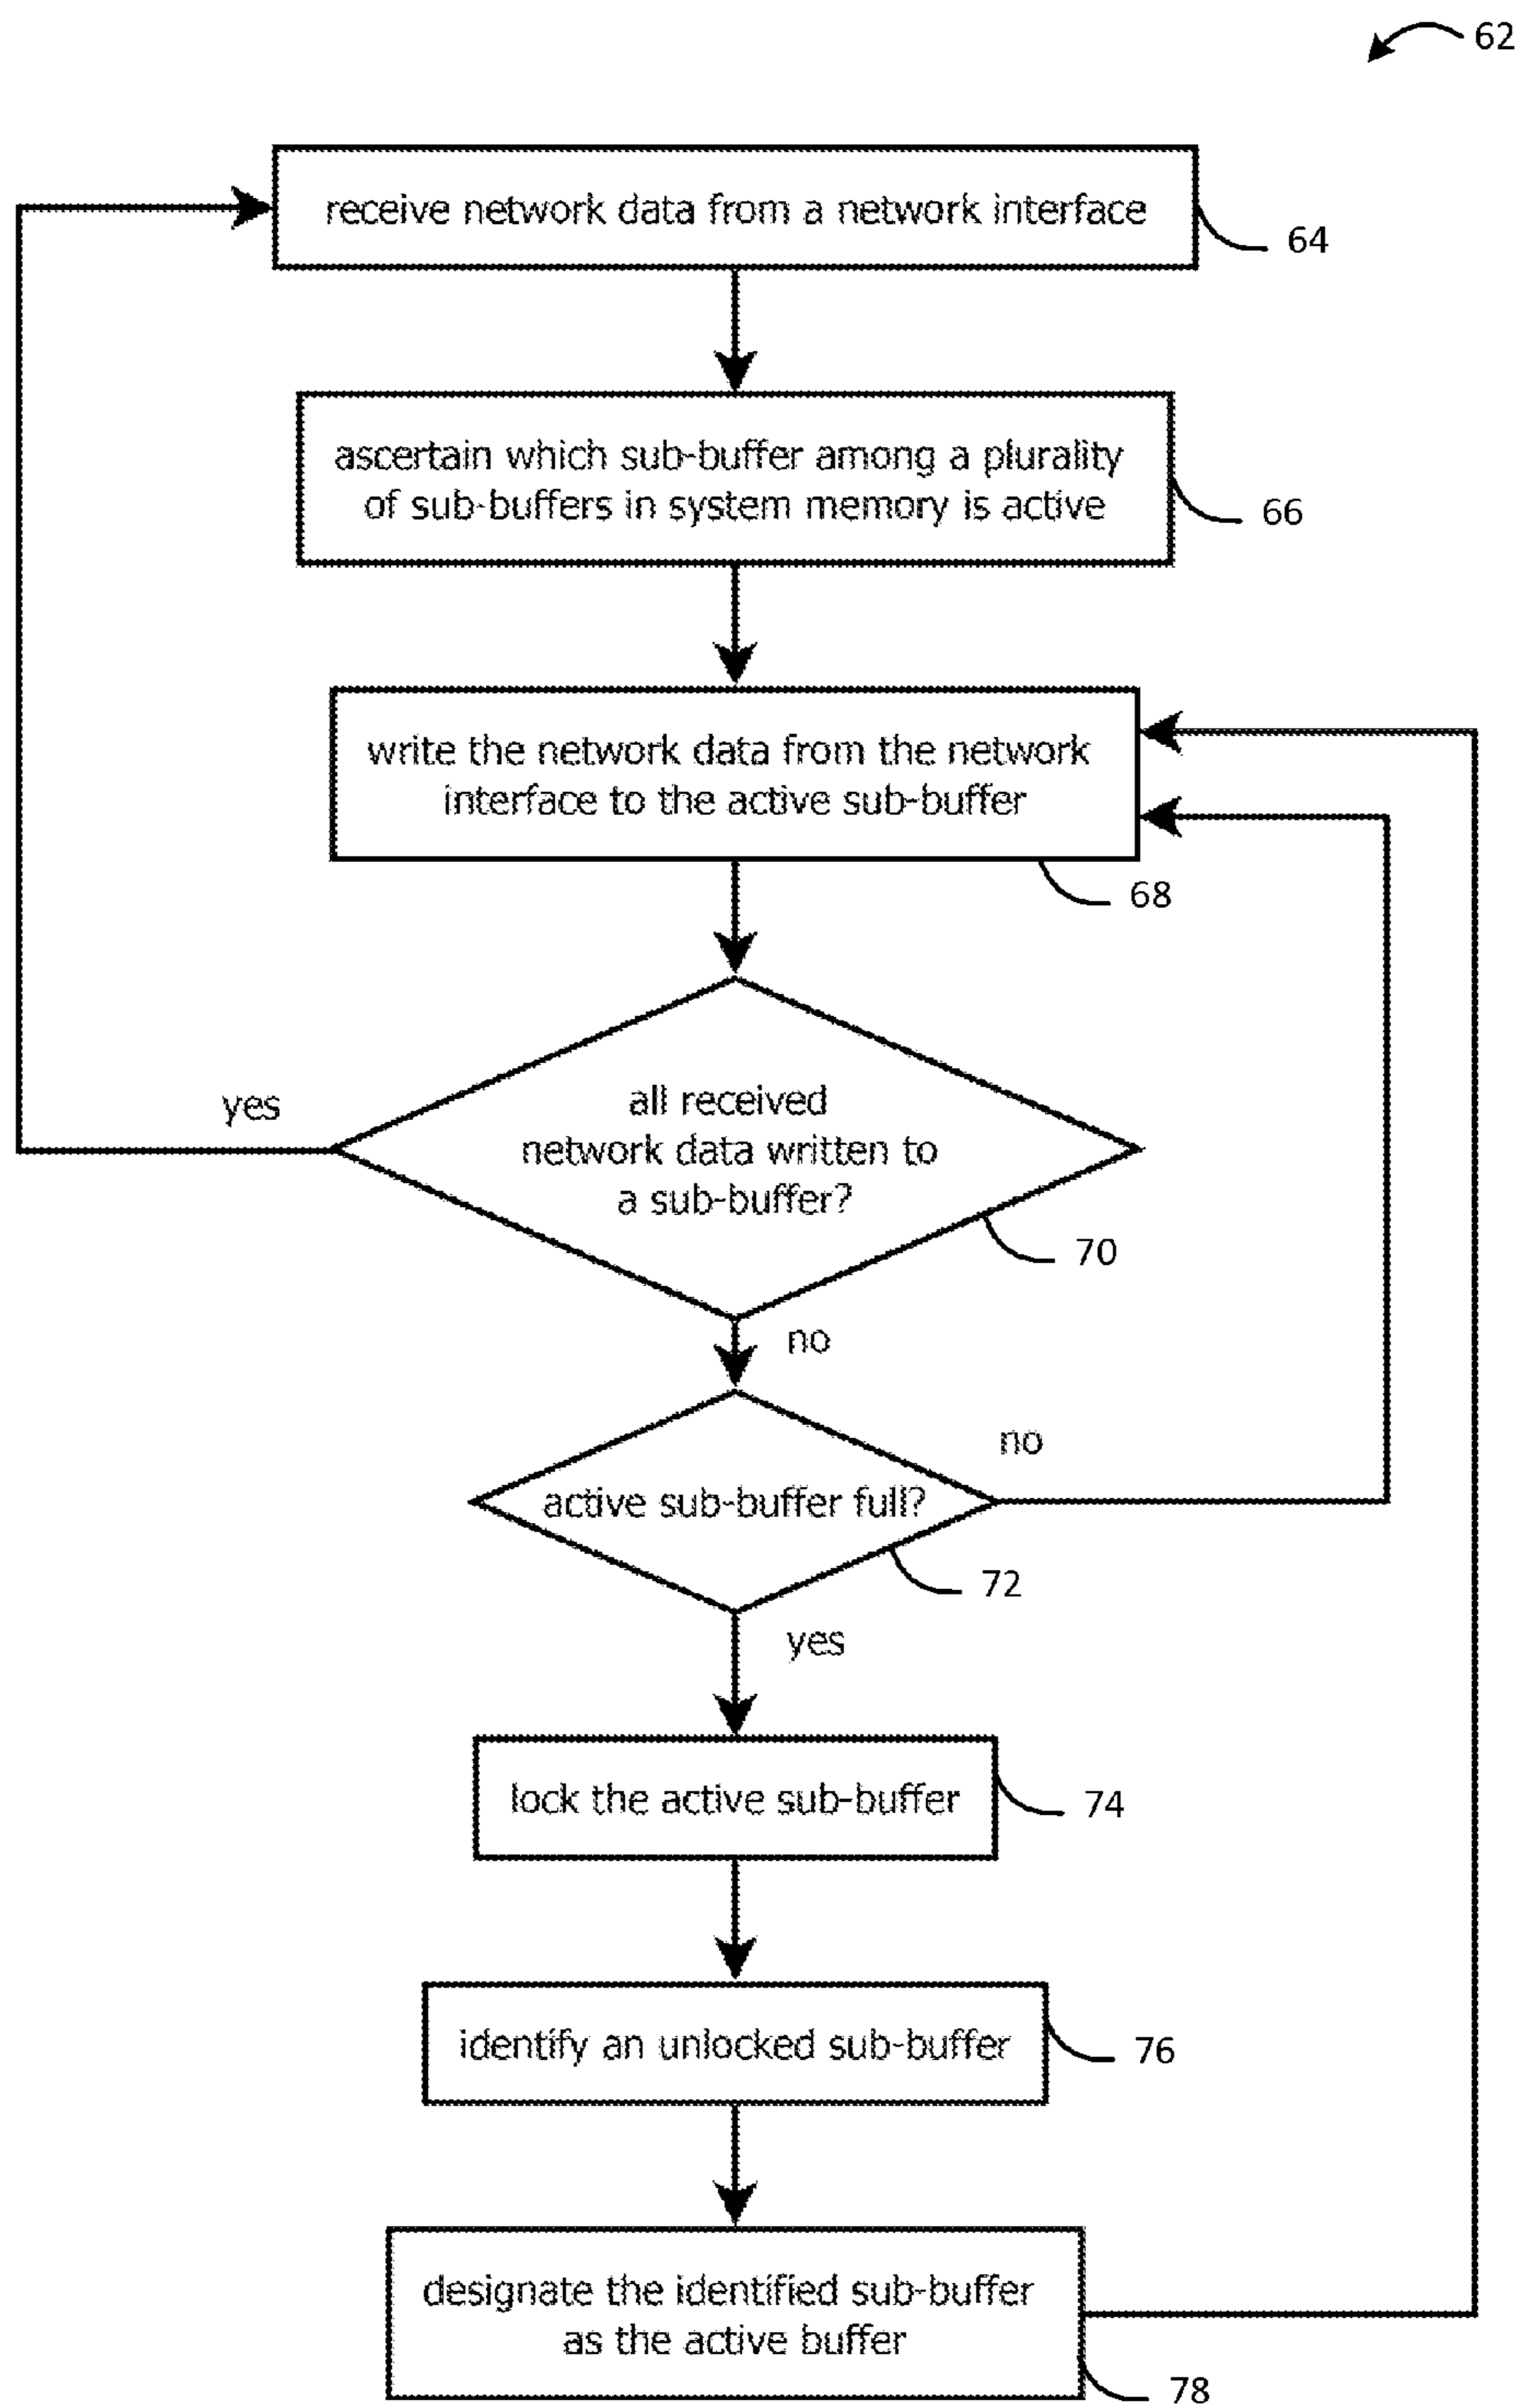 62
receive network data from a network interface
64
ascertain which sub-buffer among a plurality
of sub-buffers in system memory is active
66
write the network data from the network
interface to the active sub-buffer
68
yes
all received
network data written to
a sub-buffer?
70
no
no
active sub-buffer full?
72
yes
lock the active sub-buffer
74
identify an unlocked sub-buffer
76
designate the identified sub-buffer
as the active buffer
78